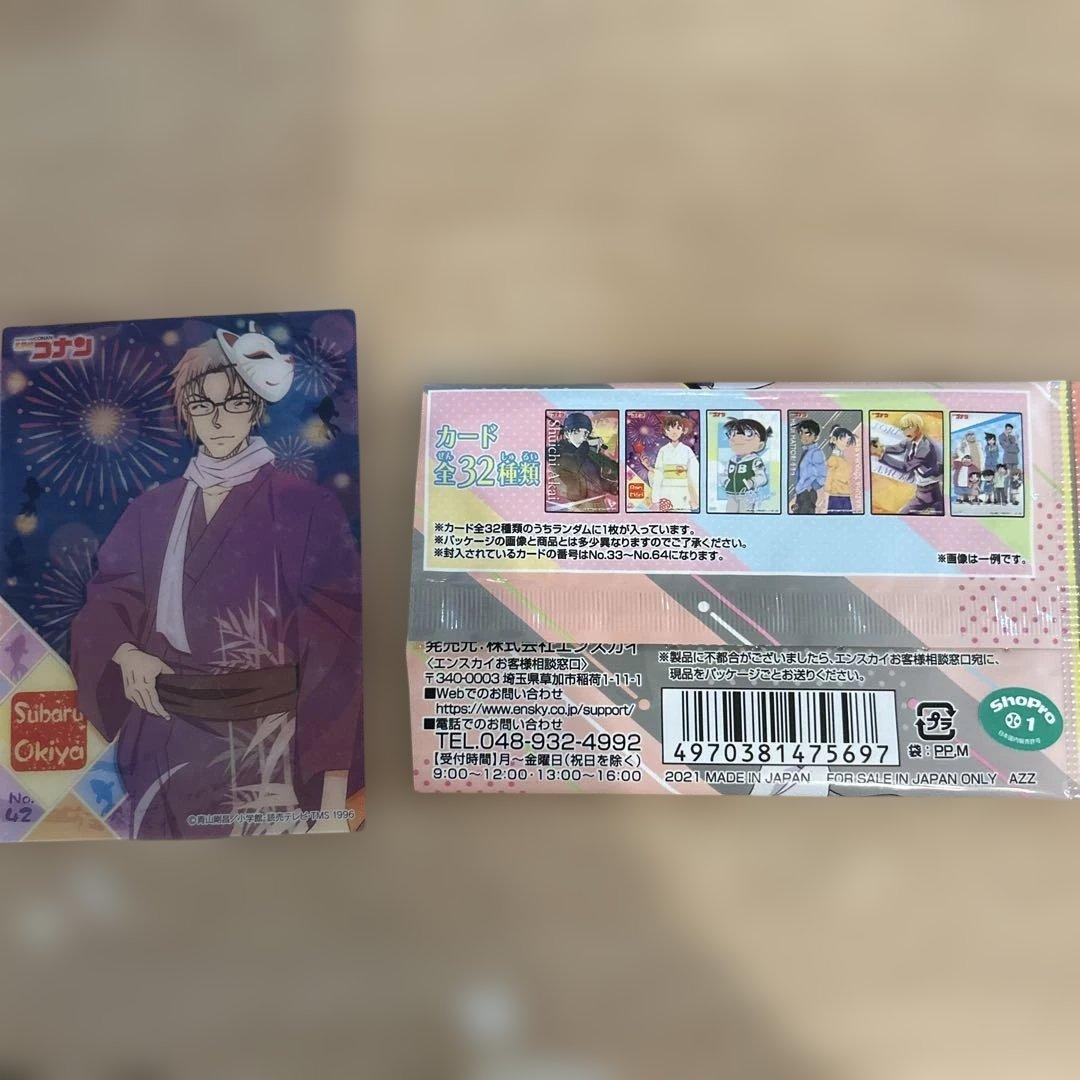 CONAN
コナン
Subaru
Okiya
No.
42
©青山剛昌/小学館・読売テレビ・TMS 1996
カード
ぜん しゅるい
全32種類
Shuichi Akai
※カード全32種類のうちランダムに1枚が入っています。
※パッケージの画像と商品とは多少異なりますのでご了承ください。
※封入されているカードの番号はNo.33〜No.64になります。
※画像は一例です。
発売元:株式会社エンスカイ
〈エンスカイお客様相談窓口〉
〒340-0003 埼玉県草加市稲荷1-11-1
■Webでのお問い合わせ
https://www.ensky.co.jp/support/
■電話でのお問い合わせ
TEL.048-932-4992
【受付時間】月〜金曜日(祝日を除く)
9:00〜12:00・13:00〜16:00
※製品に不都合がございましたら、エンスカイお客様相談窓口宛に、
現品をパッケージごとお送りください。
4970381475697
プラ
袋:PP.M
ShoPro
1
日本国内販売許可
2021 MADE IN JAPAN FOR SALE IN JAPAN ONLY AZZ